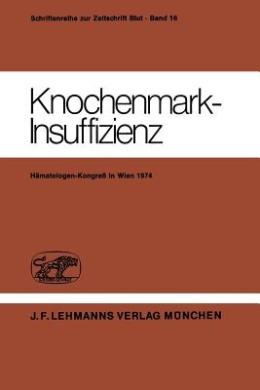 Schriftenreihe zur Zeitschrift Blut · Band 16
Knochenmark-
Insuffizienz
Hämatologen-Kongreß in Wien 1974
J. F. LEHMANNS VERLAG MÜNCHEN